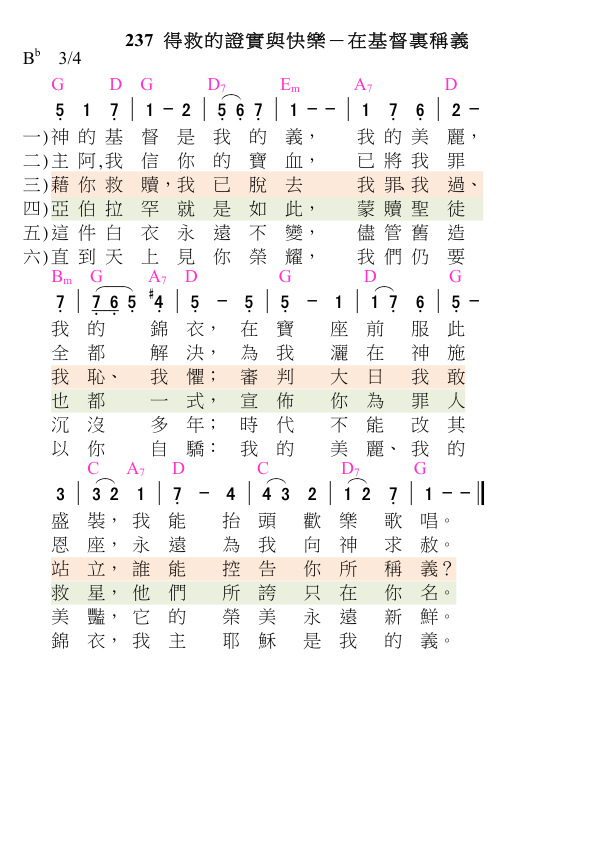 237 得救的證實與快樂－在基督裏稱義
Bb 3/4
G D G D7 Em A7 D
5 1 7 | 1 - 2 | 5 6 7 | 1 - - | 1 7 6 | 2 -
一)神的基 督是我的義， 我的美麗，
二)主阿,我 信你的寶血， 已將我罪
三)藉你救 贖，我已脫去 我罪、我過、
四)亞伯拉 罕就是如此， 蒙贖聖徒
五)這件白 衣永遠不變， 儘管舊造
六)直到天 上見你榮耀， 我們仍要
Bm G A7 D G D G
7 | 7 6 5 #4 | 5 - 5 | 5 - 1 | 1 7 6 | 5 -
我 的 錦 衣， 在 寶 座 前 服 此
全 都 解 決， 為 我 灑 在 神 施
我 恥、 我 懼； 審 判 大 日 我 敢
也 都 一 式， 宣 佈 你 為 罪 人
沉 沒 多 年； 時 代 不 能 改 其
以 你 自 驕： 我 的 美 麗、 我 的
C A7 D C D7 G
3 | 3 2 1 | 7 - 4 | 4 3 2 | 1 2 7 | 1 - - ‖
盛 裝， 我 能 抬 頭 歡 樂 歌 唱。
恩 座， 永 遠 為 我 向 神 求 赦。
站 立， 誰 能 控 告 你 所 稱 義？
救 星， 他 們 所 誇 只 在 你 名。
美 豔， 它 的 榮 美 永 遠 新 鮮。
錦 衣， 我 主 耶 穌 是 我 的 義。